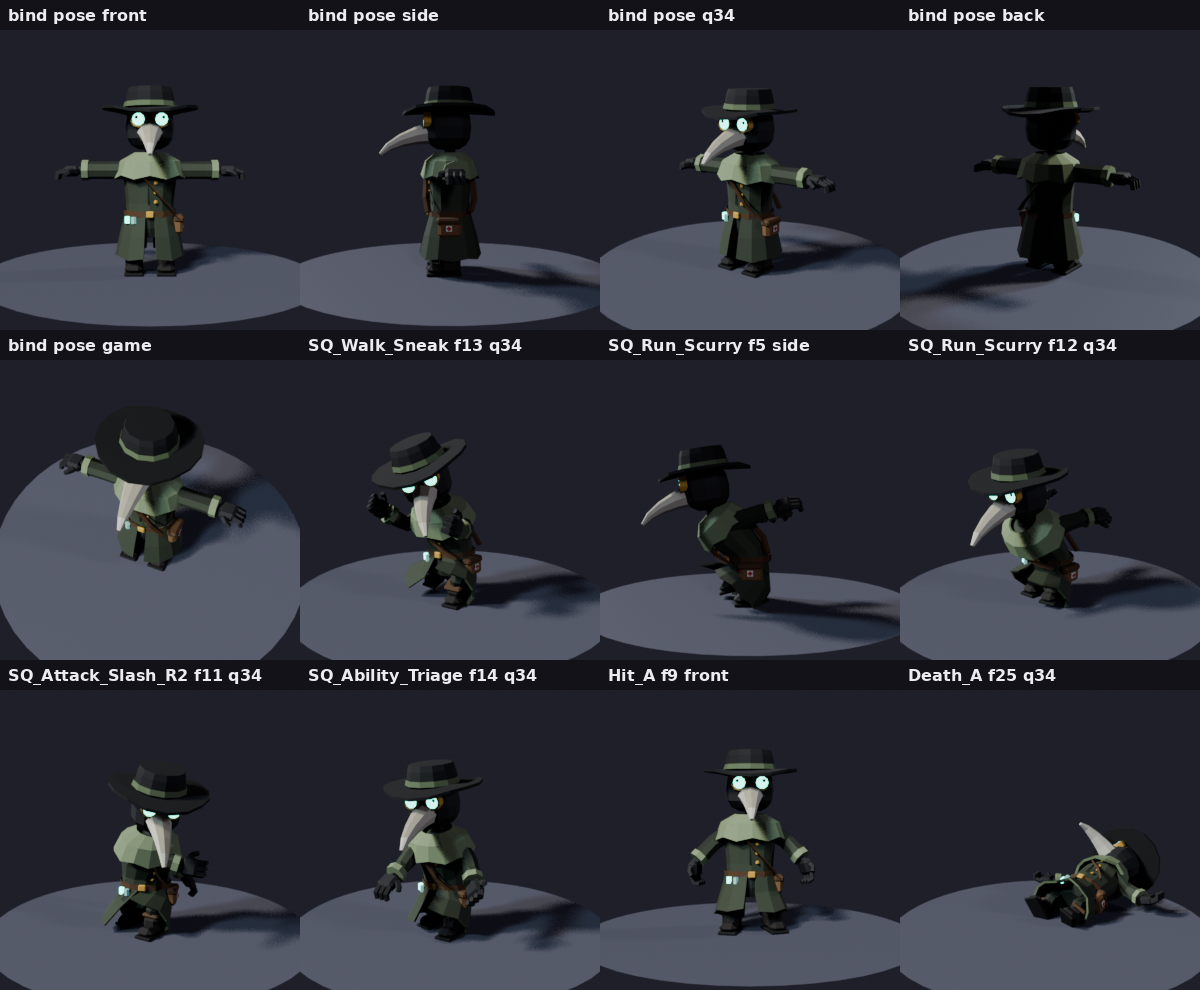 bind pose front
bind pose side
bind pose q34
bind pose back
bind pose game
SQ_Walk_Sneak f13 q34
SQ_Run_Scurry f5 side
SQ_Run_Scurry f12 q34
SQ_Attack_Slash_R2 f11 q34
SQ_Ability_Triage f14 q34
Hit_A f9 front
Death_A f25 q34